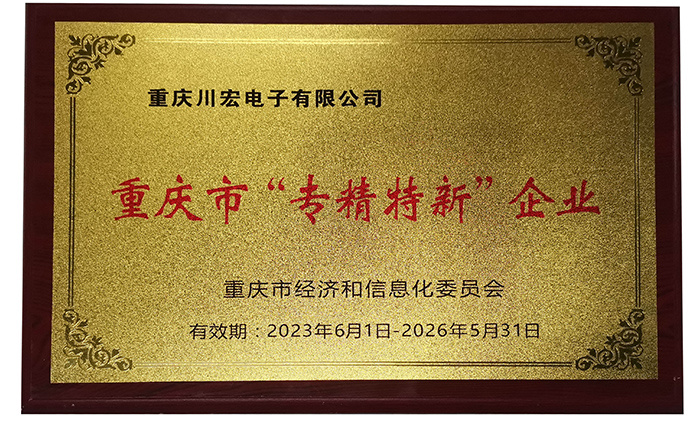 重庆川宏电子有限公司
重庆市“专精特新”企业
重庆市经济和信息化委员会
有效期：2023年6月1日-2026年5月31日